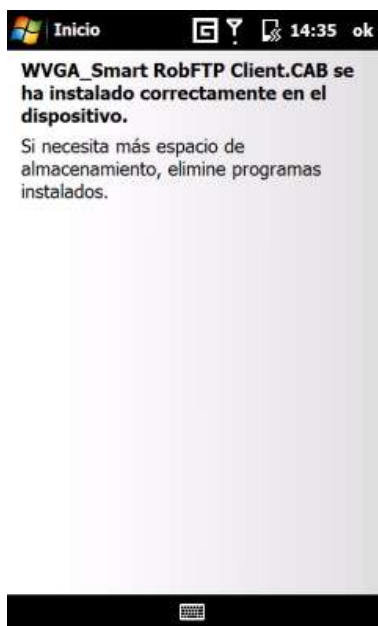 Inicio G 14:35 ok
WVGA_Smart RobFTP Client.CAB se
ha instalado correctamente en el
dispositivo.
Si necesita más espacio de
almacenamiento, elimine programas
instalados.